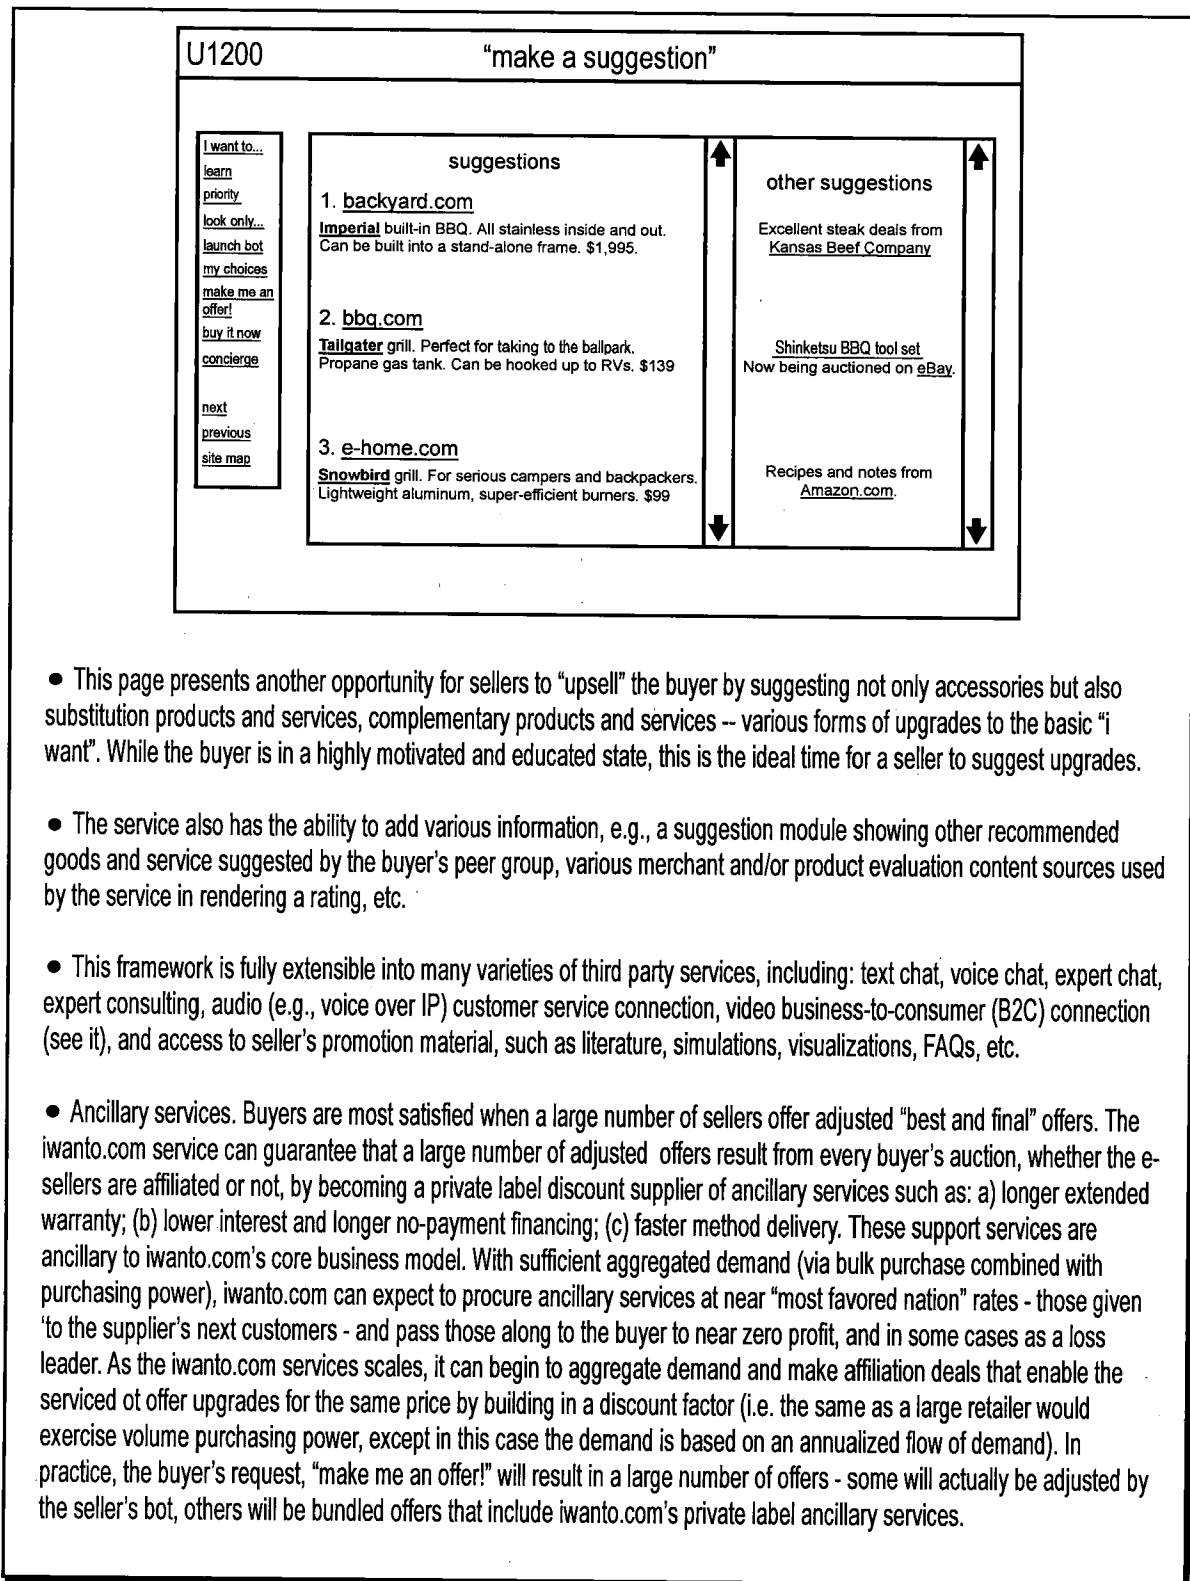 U1200
"make a suggestion"
I want to...
learn
priority
look only...
launch bot
my choices
make me an
offer!
buy it now
concierge
next
previous
site map
suggestions
1. backyard.com
Imperial built-in BBQ. All stainless inside and out.
Can be built into a stand-alone frame. $1,995.
2. bbq.com
Tailgater grill. Perfect for taking to the ballpark.
Propane gas tank. Can be hooked up to RVs. $139
3. e-home.com
Snowbird grill. For serious campers and backpackers.
Lightweight aluminum, super-efficient burners. $99
other suggestions
Excellent steak deals from
Kansas Beef Company
Shinketsu BBQ tool set
Now being auctioned on eBay.
Recipes and notes from
Amazon.com.
• This page presents another opportunity for sellers to "upsell" the buyer by suggesting not only accessories but also
substitution products and services, complementary products and services -- various forms of upgrades to the basic "i
want". While the buyer is in a highly motivated and educated state, this is the ideal time for a seller to suggest upgrades.
• The service also has the ability to add various information, e.g., a suggestion module showing other recommended
goods and service suggested by the buyer's peer group, various merchant and/or product evaluation content sources used
by the service in rendering a rating, etc.
• This framework is fully extensible into many varieties of third party services, including: text chat, voice chat, expert chat,
expert consulting, audio (e.g., voice over IP) customer service connection, video business-to-consumer (B2C) connection
(see it), and access to seller's promotion material, such as literature, simulations, visualizations, FAQs, etc.
• Ancillary services. Buyers are most satisfied when a large number of sellers offer adjusted "best and final" offers. The
iwanto.com service can guarantee that a large number of adjusted offers result from every buyer's auction, whether the e-
sellers are affiliated or not, by becoming a private label discount supplier of ancillary services such as: a) longer extended
warranty; (b) lower interest and longer no-payment financing; (c) faster method delivery. These support services are
ancillary to iwanto.com's core business model. With sufficient aggregated demand (via bulk purchase combined with
purchasing power), iwanto.com can expect to procure ancillary services at near "most favored nation" rates - those given
'to the supplier's next customers - and pass those along to the buyer to near zero profit, and in some cases as a loss
leader. As the iwanto.com services scales, it can begin to aggregate demand and make affiliation deals that enable the
serviced ot offer upgrades for the same price by building in a discount factor (i.e. the same as a large retailer would
exercise volume purchasing power, except in this case the demand is based on an annualized flow of demand). In
practice, the buyer's request, "make me an offer!" will result in a large number of offers - some will actually be adjusted by
the seller's bot, others will be bundled offers that include iwanto.com's private label ancillary services.